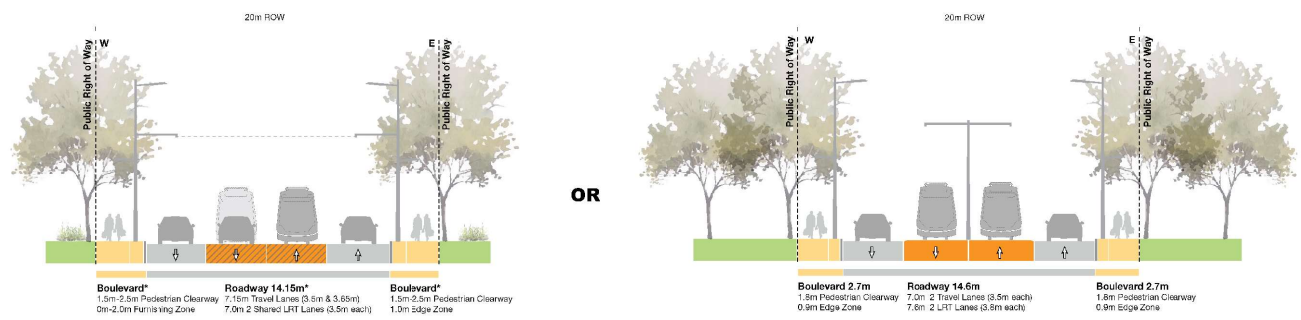 20m ROW
Public Right of Way
W
E
Public Right of Way
Boulevard*
1.5m-2.5m Pedestrian Clearway
0m-2.0m Furnishing Zone
Roadway 14.15m*
7.15m Travel Lanes (3.5m & 3.65m)
7.0m 2 Shared LRT Lanes (3.5m each)
Boulevard*
1.5m-2.5m Pedestrian Clearway
1.0m Edge Zone
OR
20m ROW
Public Right of Way
W
E
Public Right of Way
Boulevard 2.7m
1.8m Pedestrian Clearway
0.9m Edge Zone
Roadway 14.6m
7.0m 2 Travel Lanes (3.5m each)
7.6m 2 LRT Lanes (3.8m each)
Boulevard 2.7m
1.8m Pedestrian Clearway
0.9m Edge Zone